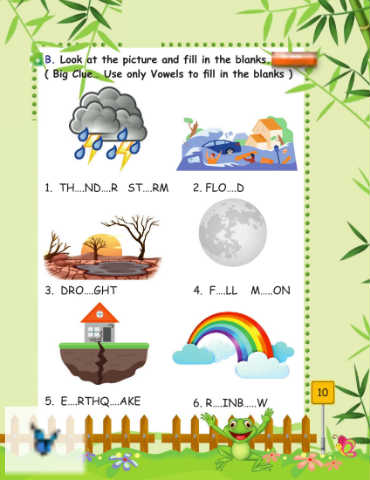 B. Look at the picture and fill in the blanks.
( Big Clue.. Use only Vowels to fill in the blanks )
1. TH....ND....R ST....RM
2. FLO....D
3. DRO....GHT
4. F....LL M.....ON
5. E....RTHQ....AKE
6. R....INB.....W
10